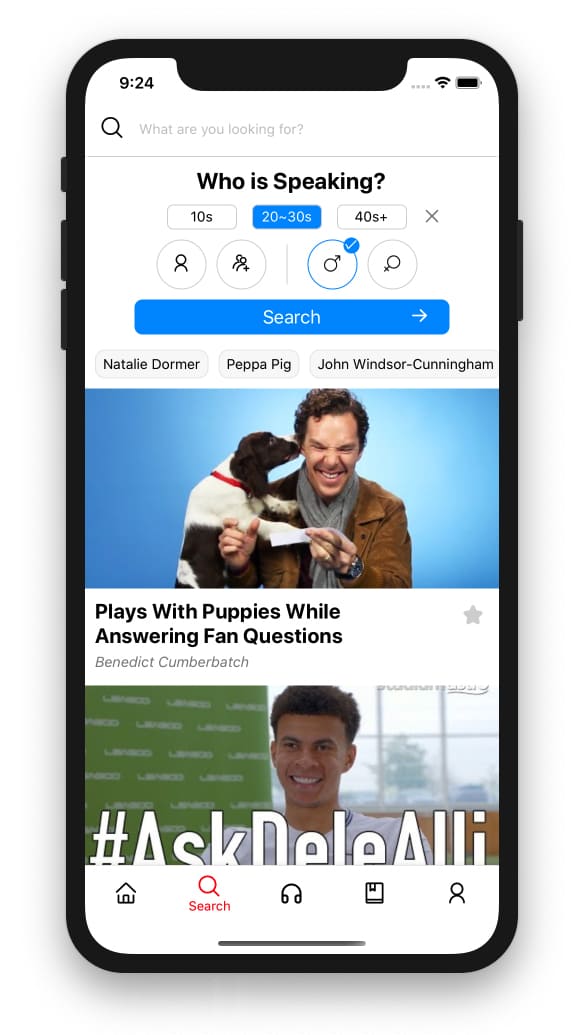 9:24
What are you looking for?
Who is Speaking?
10s
20~30s
40s+
Search
Natalie Dormer
Peppa Pig
John Windsor-Cunningham
Plays With Puppies While
Answering Fan Questions
Benedict Cumberbatch
#AskDeleAlli
Search